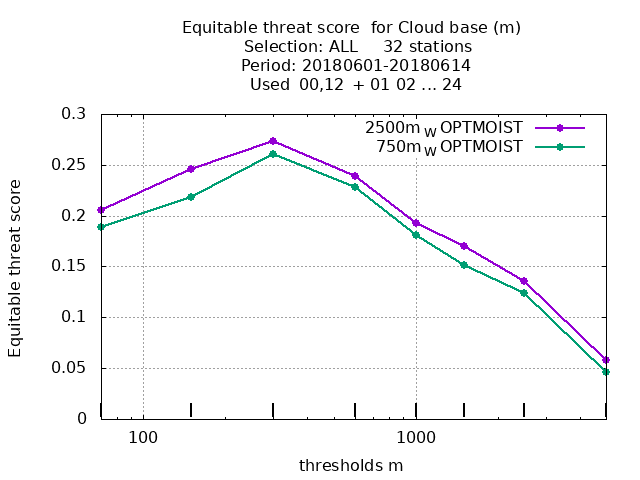 Equitable threat score  for Cloud base (m)
Selection: ALL     32 stations
Period: 20180601-20180614
Used  00,12  + 01 02 ... 24
2500m W OPTMOIST
750m W OPTMOIST
Equitable threat score
0.3
0.25
0.2
0.15
0.1
0.05
0
100
1000
thresholds m